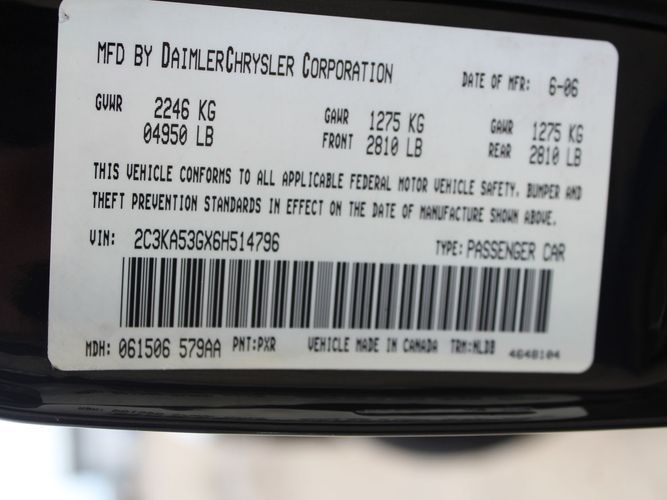 MFD BY DAIMLERCHRYSLER CORPORATION DATE OF MFR: 6-06
GVWR 2246 KG GAWR 1275 KG GAWR 1275 KG
04950 LB FRONT 2810 LB REAR 2810 LB
THIS VEHICLE CONFORMS TO ALL APPLICABLE FEDERAL MOTOR VEHICLE SAFETY, BUMPER AND
THEFT PREVENTION STANDARDS IN EFFECT ON THE DATE OF MANUFACTURE SHOWN ABOVE.
VIN: 2C3KA53GX6H514796 TYPE: PASSENGER CAR
MDH: 061506 579AA PNT:PXR VEHICLE MADE IN CANADA TRM:NLDB 4648104